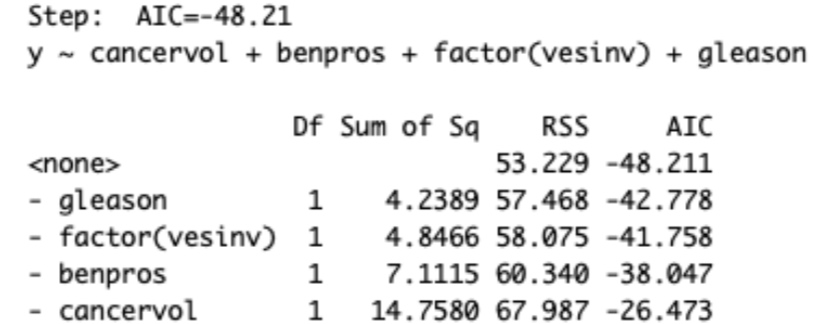 Step:  AIC=-48.21
y ~ cancervol + benpros + factor(vesinv) + gleason
Df Sum of Sq    RSS     AIC
<none>                        53.229 -48.211
- gleason         1    4.2389 57.468 -42.778
- factor(vesinv)  1    4.8466 58.075 -41.758
- benpros         1    7.1115 60.340 -38.047
- cancervol       1   14.7580 67.987 -26.473